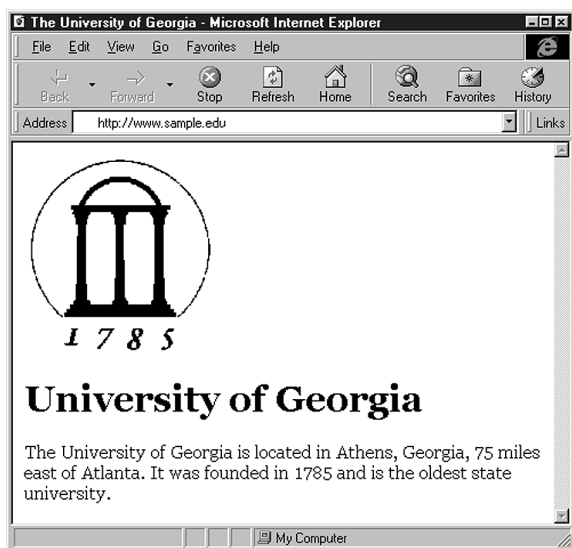 The University of Georgia - Microsoft Internet Explorer
File Edit View Go Favorites Help
Back Forward Stop Refresh Home Search Favorites History
Address http://www.sample.edu Links
1785
University of Georgia
The University of Georgia is located in Athens, Georgia, 75 miles
east of Atlanta. It was founded in 1785 and is the oldest state
university.
My Computer